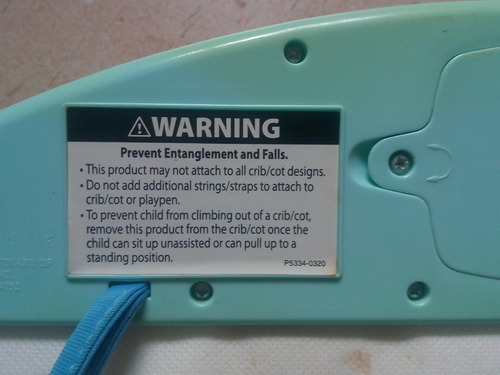 WARNING
Prevent Entanglement and Falls.
• This product may not attach to all crib/cot designs.
• Do not add additional strings/straps to attach to
crib/cot or playpen.
• To prevent child from climbing out of a crib/cot,
remove this product from the crib/cot once the
child can sit up unassisted or can pull up to a
standing position.
P5334-0320